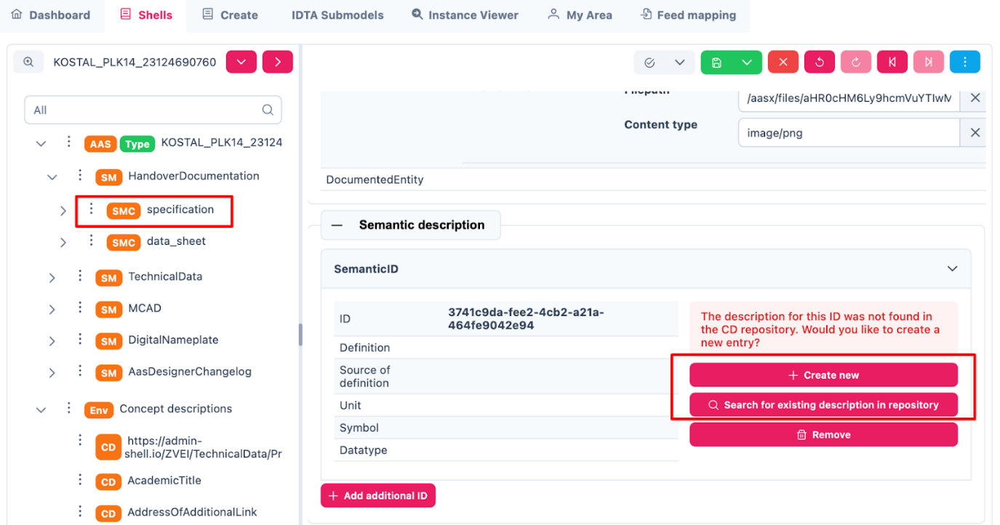 Dashboard
Shells
Create
IDTA Submodels
Instance Viewer
My Area
Feed mapping
KOSTAL_PLK14_23124690760
All
AAS Type KOSTAL_PLK14_23124
SM HandoverDocumentation
SMC specification
SMC data_sheet
SM TechnicalData
SM MCAD
SM DigitalNameplate
SM AasDesignerChangelog
Env Concept descriptions
CD https://admin-
shell.io/ZVEI/TechnicalData/Pr
CD AcademicTitle
CD AddressOfAdditionalLink
Filepath
/aasx/files/aHR0cHM6Ly9hcmVuYTIwM
Content type
image/png
DocumentedEntity
Semantic description
SemanticID
ID
3741c9da-fee2-4cb2-a21a-
464fe9042e94
Definition
Source of
definition
Unit
Symbol
Datatype
The description for this ID was not found in
the CD repository. Would you like to create a
new entry?
+ Create new
Search for existing description in repository
Remove
+ Add additional ID